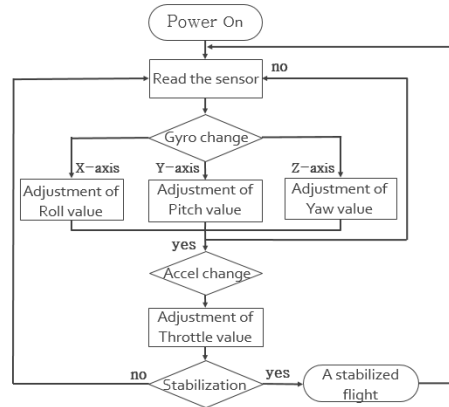 Power On
no
Read the sensor
Gyro change
X-axis
Y-axis
Z-axis
Adjustment of
Roll value
Adjustment of
Pitch value
Adjustment of
Yaw value
yes
Accel change
Adjustment of
Throttle value
no
yes
Stabilization
A stabilized
flight